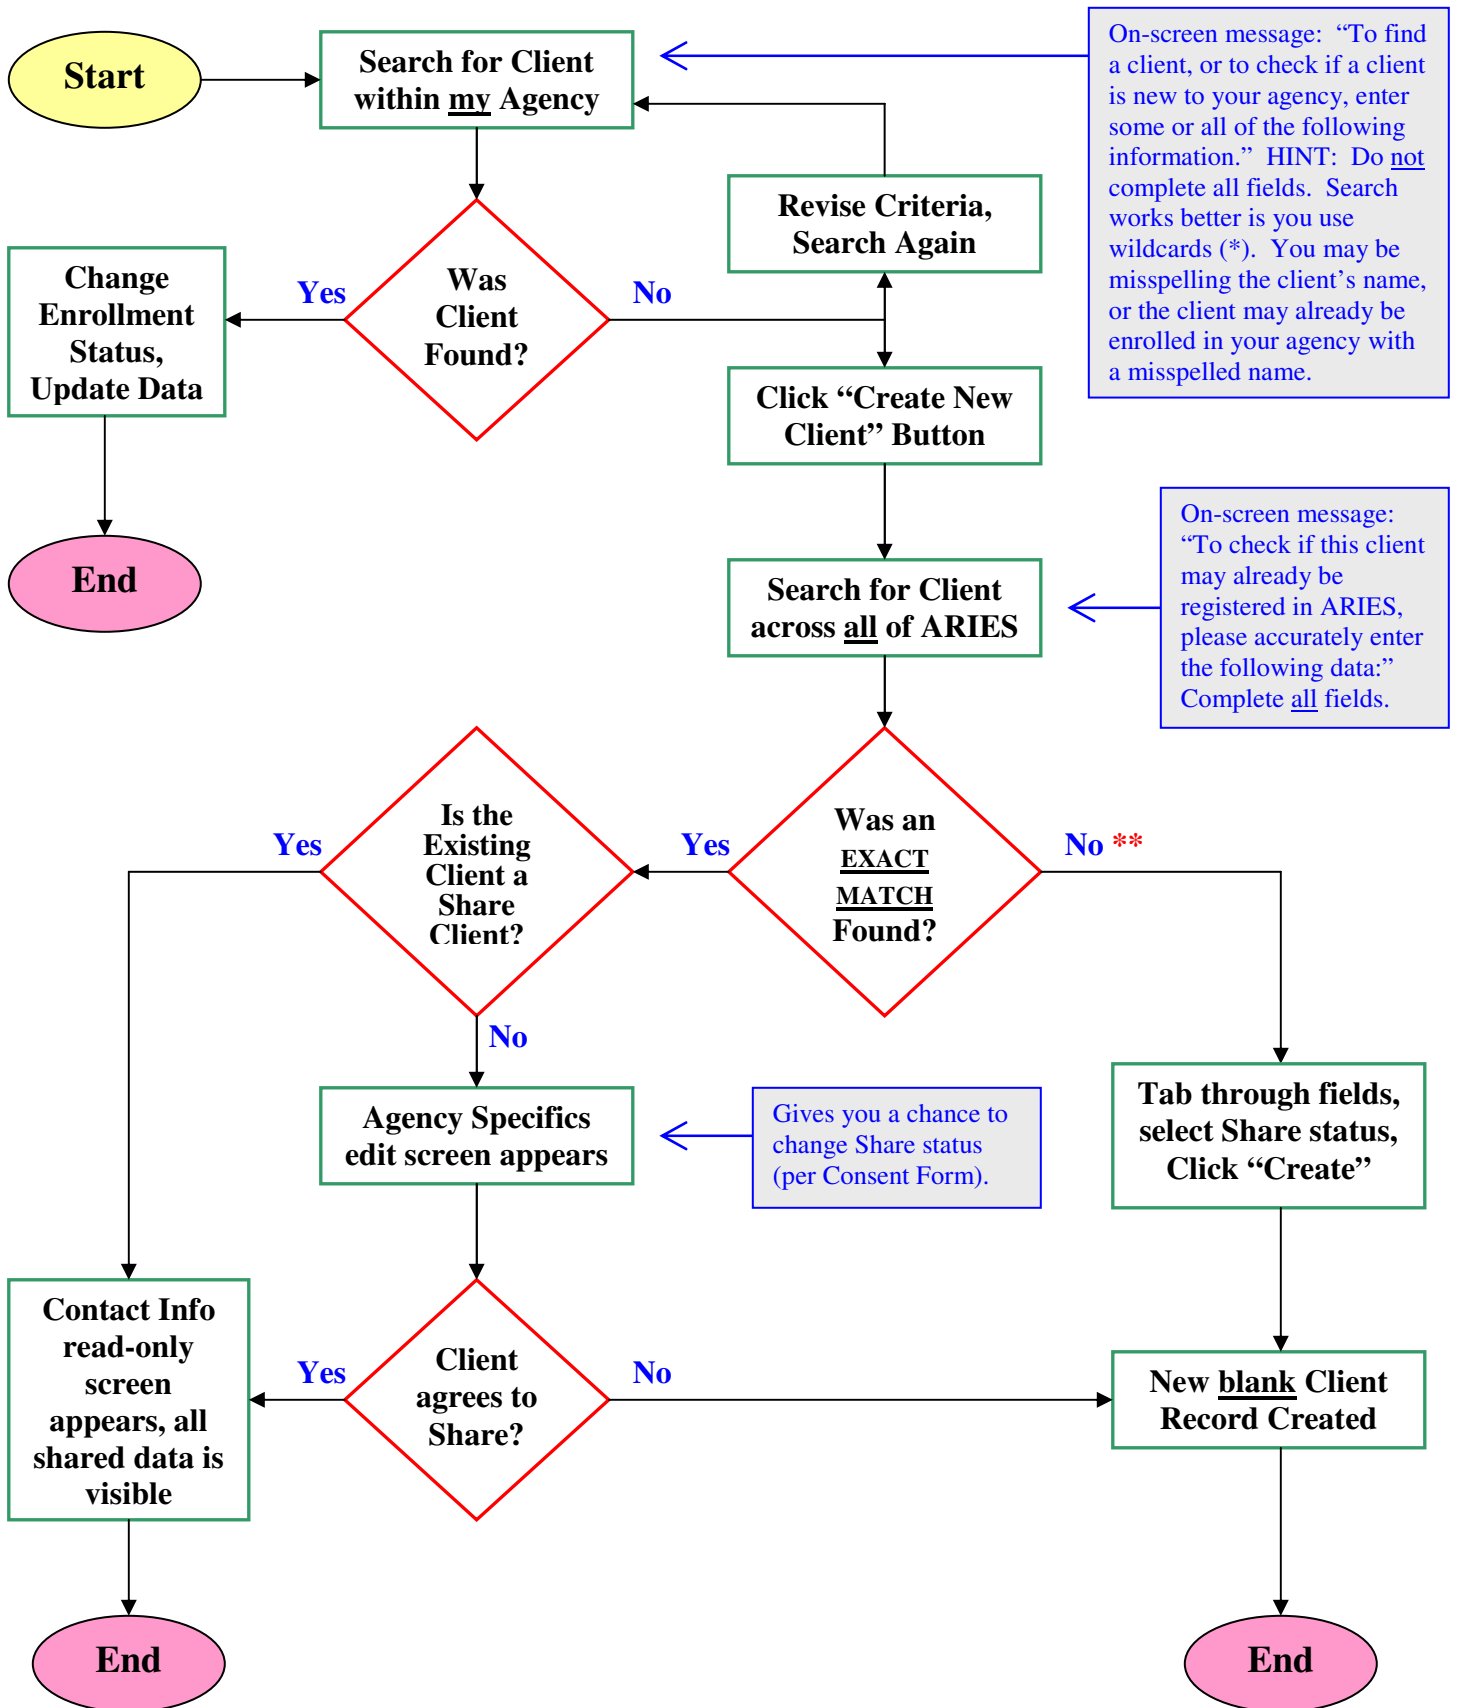 Start
Search for Client
within my Agency
On-screen message:  “To find
a client, or to check if a client
is new to your agency, enter
some or all of the following
information.”  HINT:  Do not
complete all fields.  Search
works better is you use
wildcards (*).  You may be
misspelling the client’s name,
or the client may already be
enrolled in your agency with
a misspelled name.
Revise Criteria,
Search Again
Was
Client
Found?
Yes
No
Change
Enrollment
Status,
Update Data
Click “Create New
Client” Button
End
Search for Client
across all of ARIES
On-screen message:
“To check if this client
may already be
registered in ARIES,
please accurately enter
the following data:”
Complete all fields.
Was an
EXACT
MATCH
Found?
Yes
No **
Is the
Existing
Client a
Share
Client?
Yes
No
Agency Specifics
edit screen appears
Gives you a chance to
change Share status
(per Consent Form).
Tab through fields,
select Share status,
Click “Create”
Client
agrees to
Share?
Yes
No
Contact Info
read-only
screen
appears, all
shared data is
visible
New blank Client
Record Created
End
End